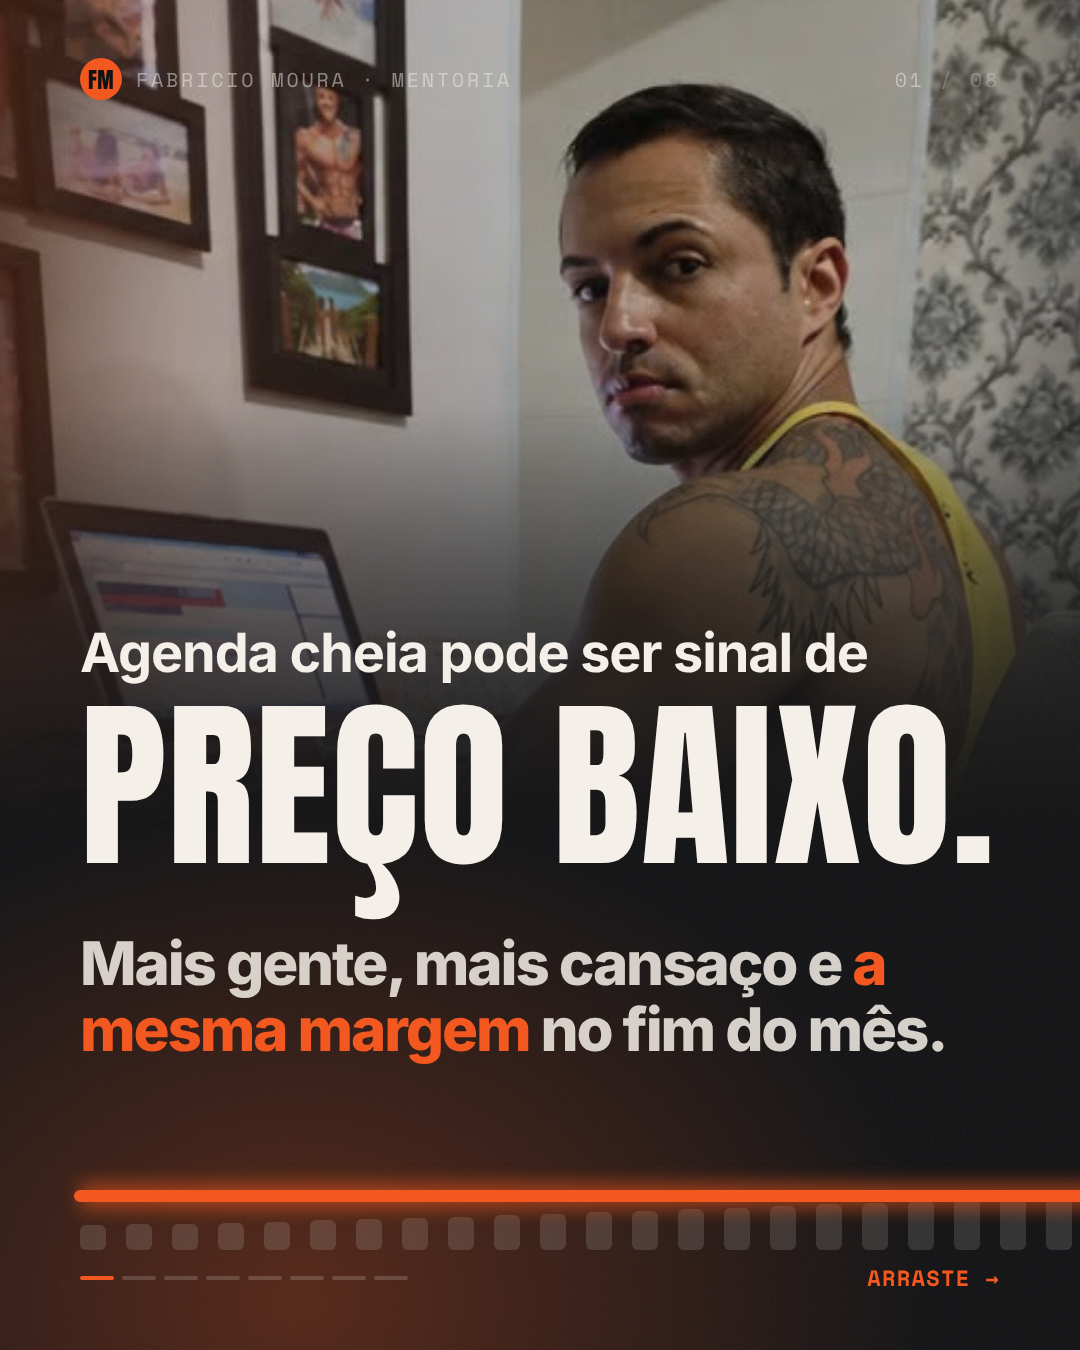 FM FABRICIO MOURA · MENTORIA
01 / 08
Agenda cheia pode ser sinal de
PREÇO BAIXO.
Mais gente, mais cansaço e a
mesma margem no fim do mês.
ARRASTE →